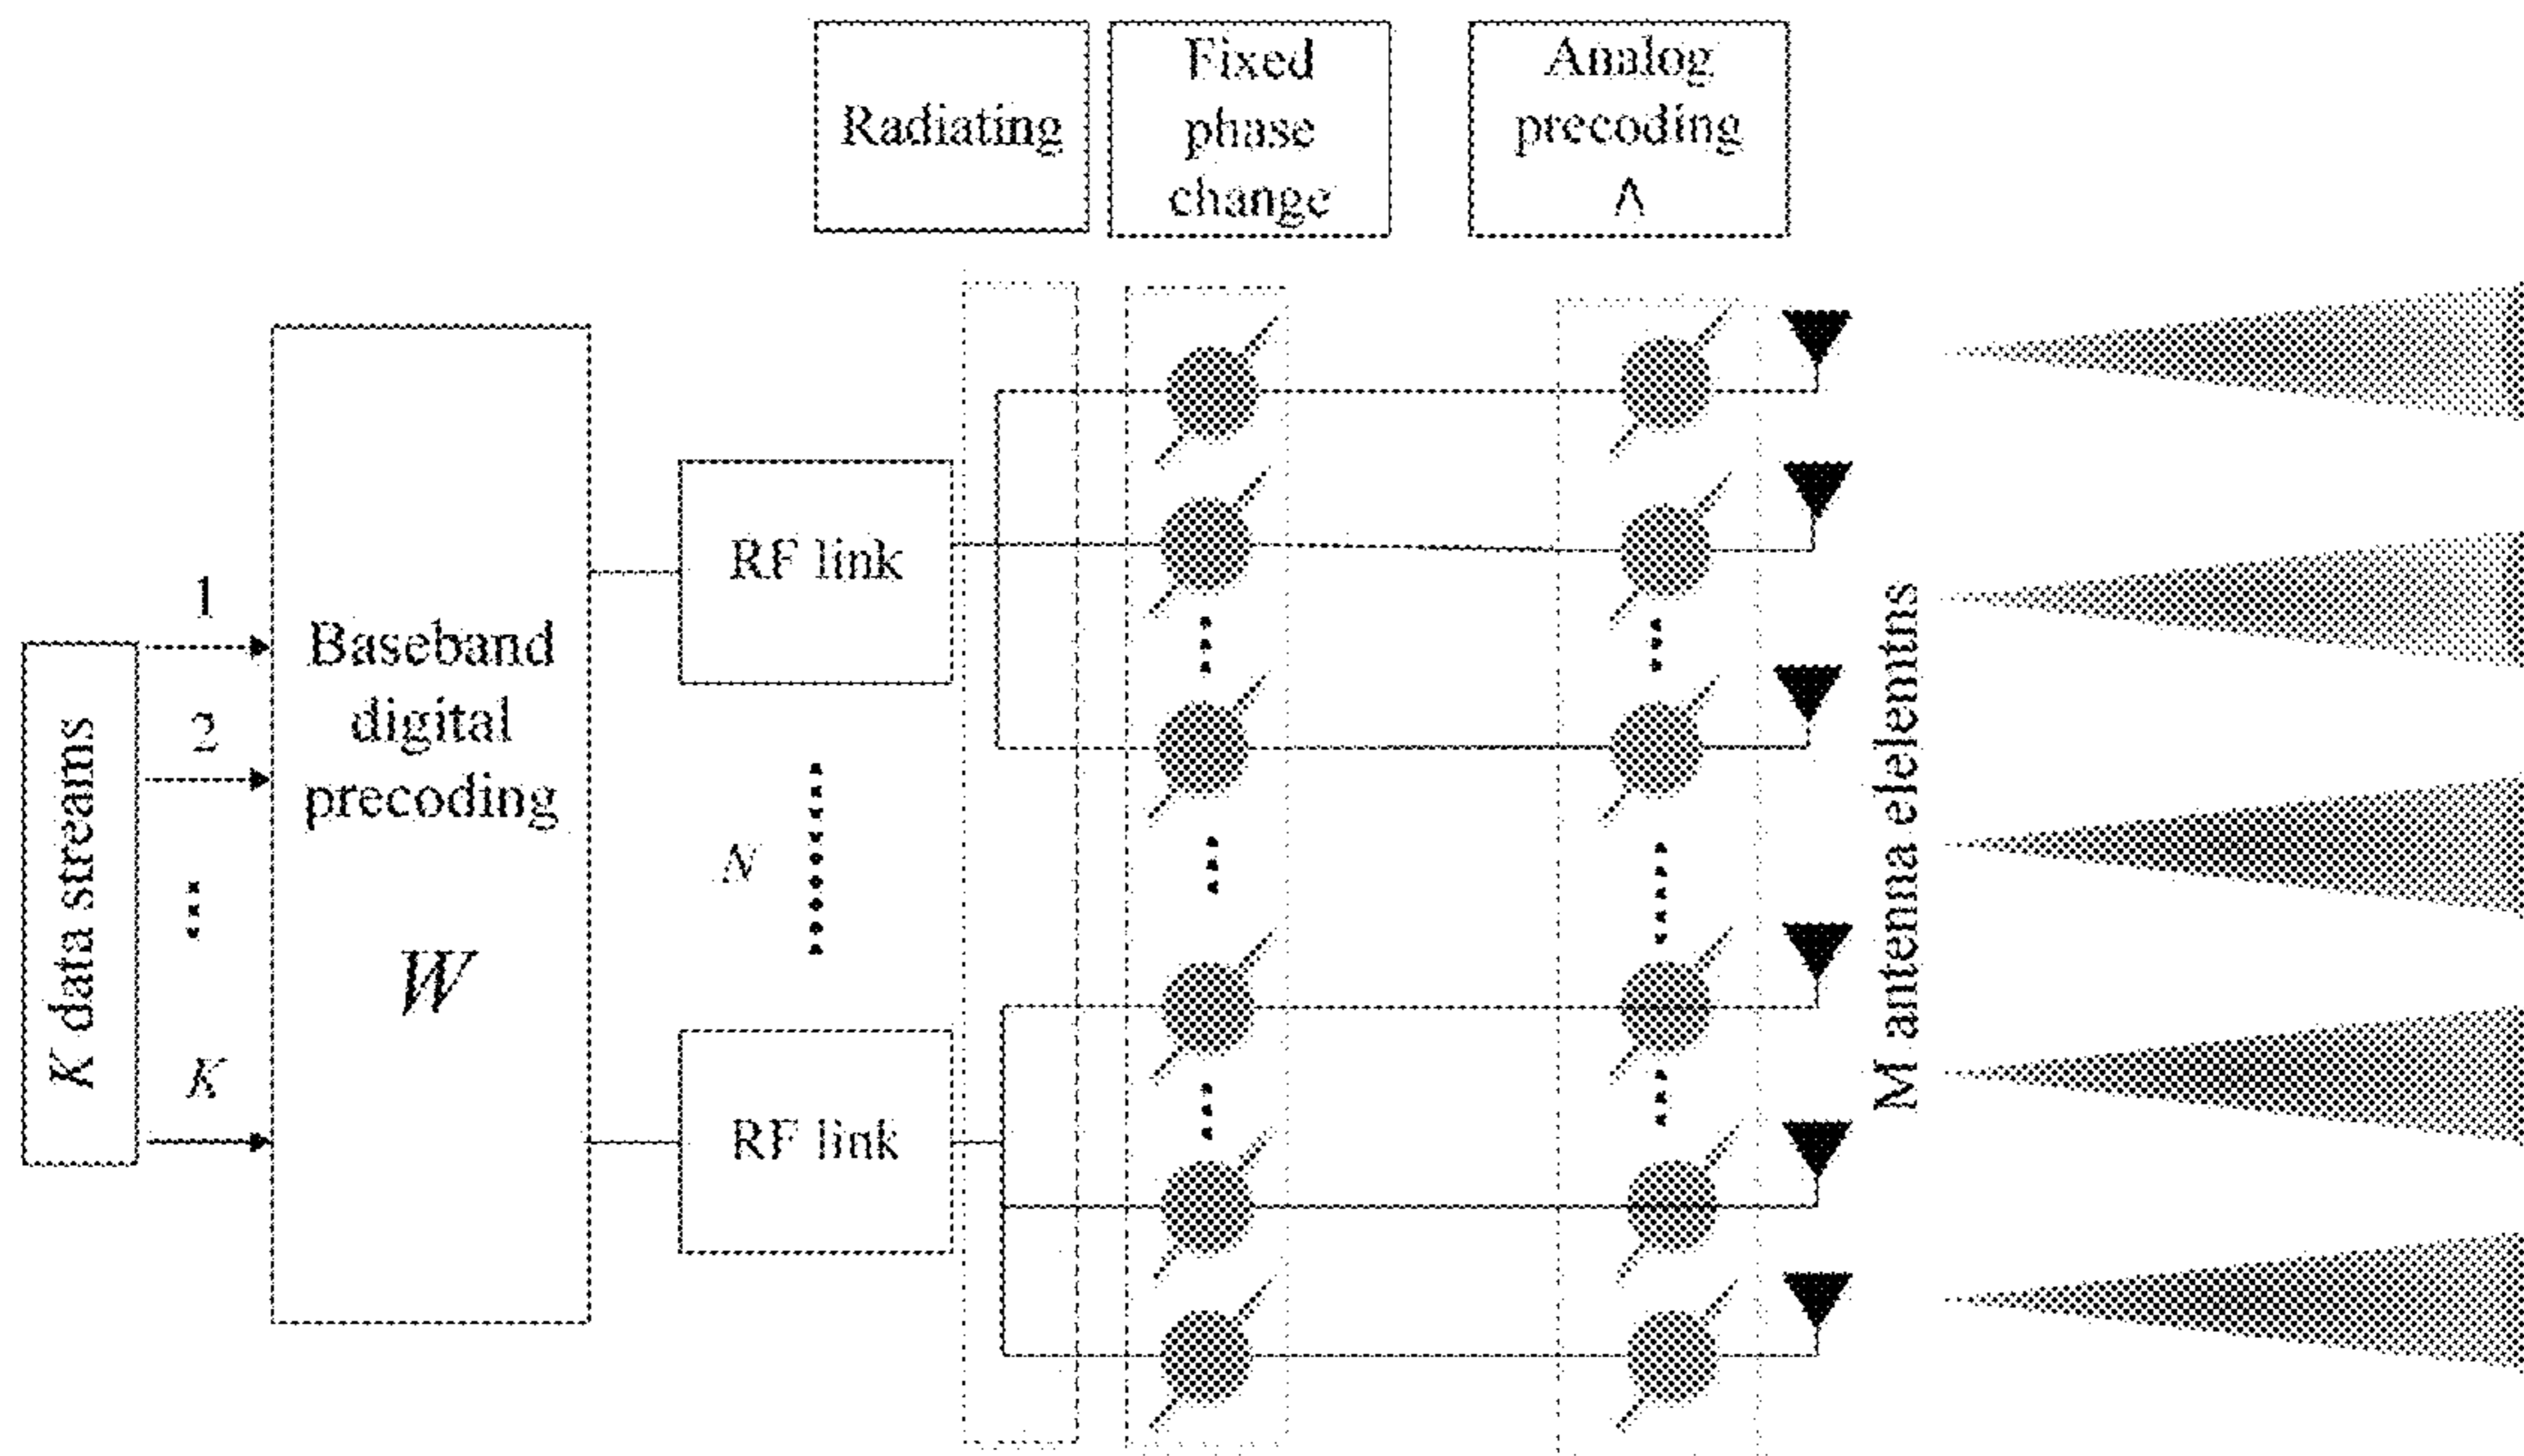 Radiating
Fixed
phase
change
Analog
precoding
Λ
K data streams
1
2
K
Baseband
digital
precoding
W
RF link
N
RF link
M antenna elelentns